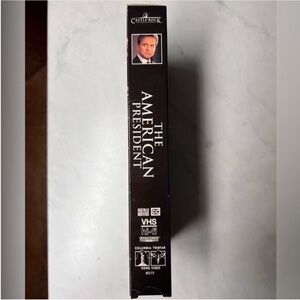 CASTLE ROCK
THE
AMERICAN
PRESIDENT
VHS
COLUMBIA TRISTAR
HOME VIDEO